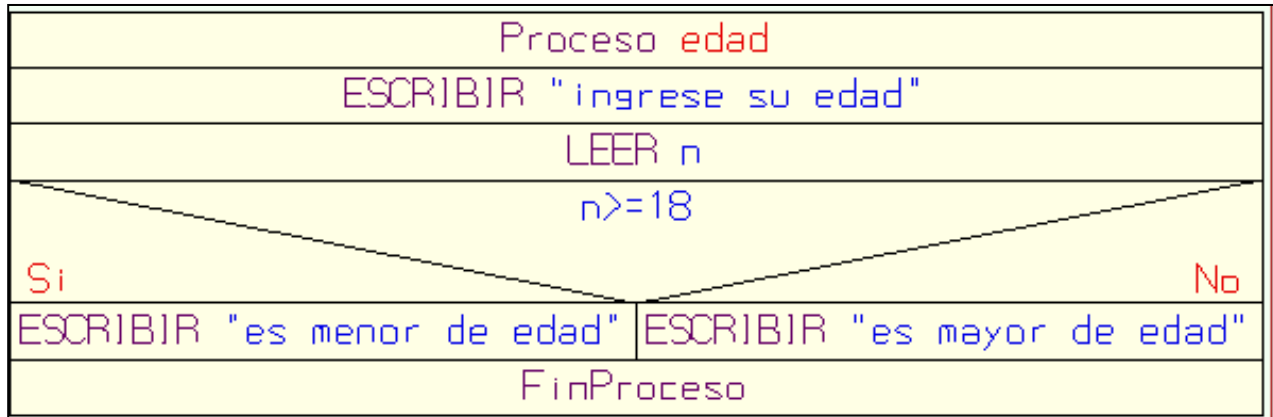 Proceso edad
ESCRIBIR "ingrese su edad"
LEER n
n>=18
Si
No
ESCRIBIR "es menor de edad"
ESCRIBIR "es mayor de edad"
FinProceso